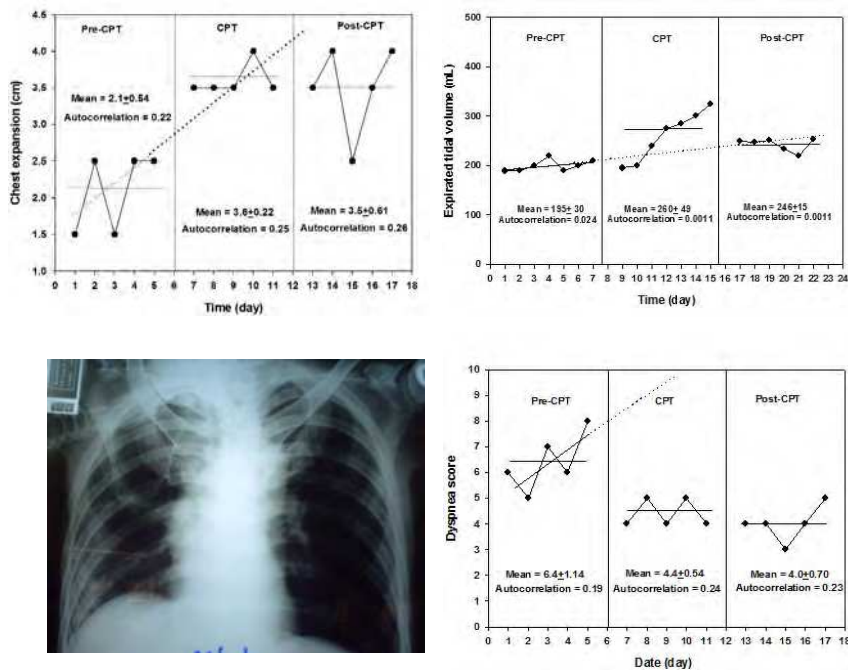 Pre-CPT CPT Post-CPT
Mean = 2.1±0.54
Autocorrelation = 0.22
Mean = 3.6±0.22
Autocorrelation = 0.25
Mean = 3.5±0.61
Autocorrelation = 0.26
Chest expansion (cm)
4.5
4.0
3.5
3.0
2.5
2.0
1.5
1.0
0 1 2 3 4 5 6 7 8 9 10 11 12 13 14 15 16 17 18
Time (day)
Pre-CPT CPT Post-CPT
Mean = 195± 30
Autocorrelation= 0.024
Mean = 260± 49
Autocorrelation = 0.0011
Mean = 246±15
Autocorrelation = 0.0011
Expirated tidal volume (mL)
500
400
300
200
100
0
0 1 2 3 4 5 6 7 8 9 10 11 12 13 14 15 16 17 18 19 20 21 22 23 24
Time (day)
Pre-CPT CPT Post-CPT
Mean = 6.4±1.14
Autocorrelation = 0.19
Mean = 4.4±0.54
Autocorrelation = 0.24
Mean = 4.0±0.70
Autocorrelation = 0.23
Dyspnea score
10
9
8
7
6
5
4
3
2
1
0
0 1 2 3 4 5 6 7 8 9 10 11 12 13 14 15 16 17 18
Date (day)